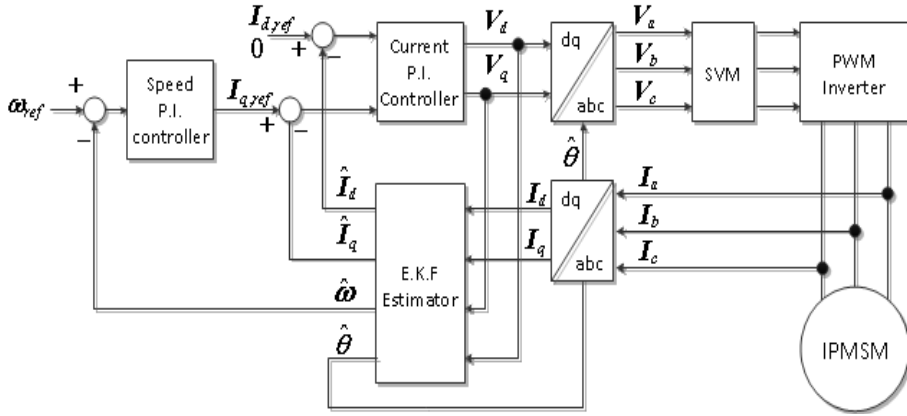 I_d,ref
0
+
−
Current
P.I.
Controller
V_d
V_q
dq
abc
V_a
V_b
V_c
SVM
PWM
Inverter
ω_ref
+
−
Speed
P.I.
controller
I_q,ref
+
−
θ̂
Î_d
Î_q
ω̂
θ̂
E.K.F
Estimator
I_d
I_q
dq
abc
I_a
I_b
I_c
IPMSM